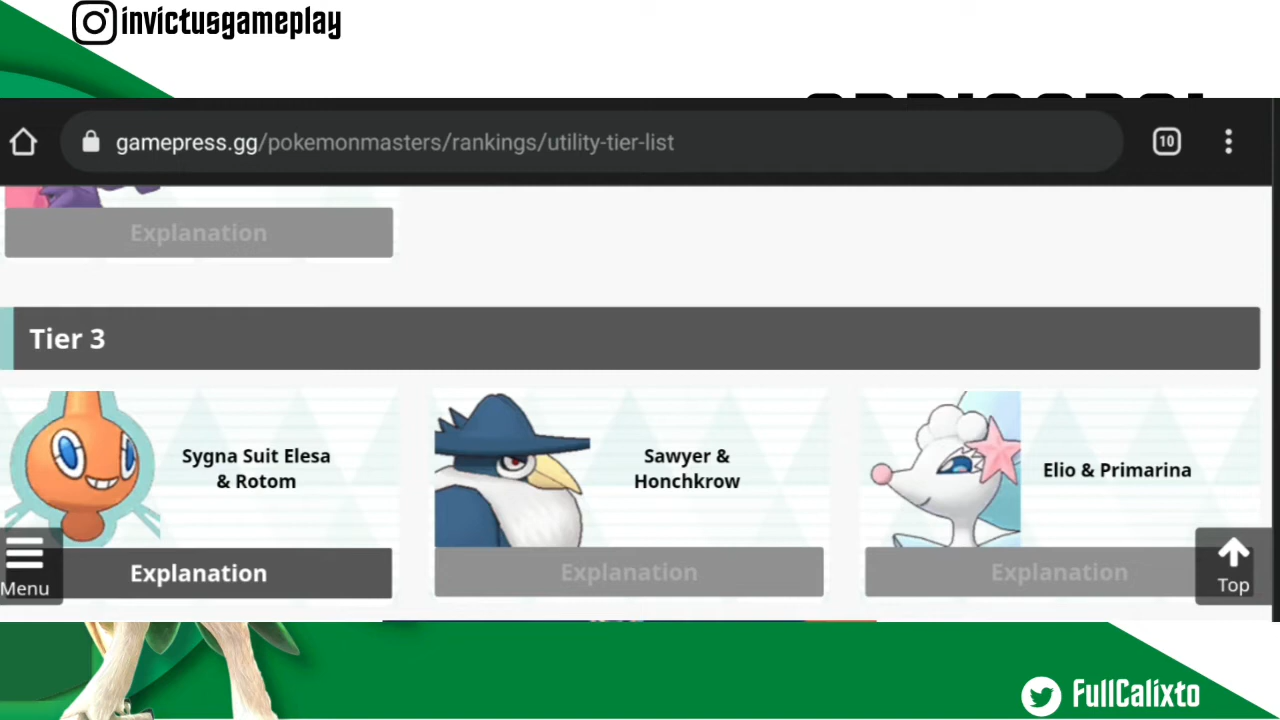 invictusgameplay
gamepress.gg/pokemonmasters/rankings/utility-tier-list
10
Explanation
Tier 3
Sygna Suit Elesa
& Rotom
Sawyer &
Honchkrow
Elio & Primarina
Explanation
Explanation
Explanation
Menu
Top
FullCalixto